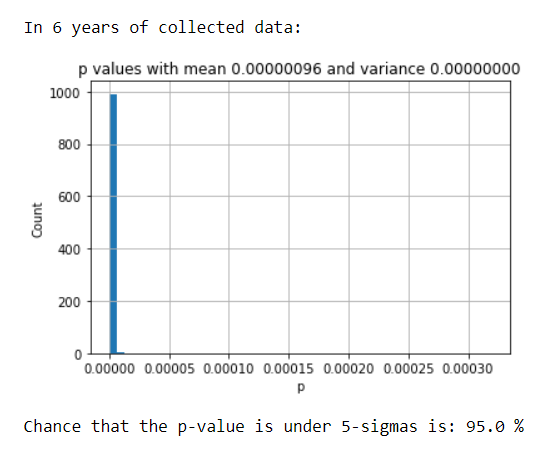 In 6 years of collected data:
p values with mean 0.00000096 and variance 0.00000000
1000
800
600
400
200
0
Count
0.00000 0.00005 0.00010 0.00015 0.00020 0.00025 0.00030
p
Chance that the p-value is under 5-sigmas is: 95.0 %